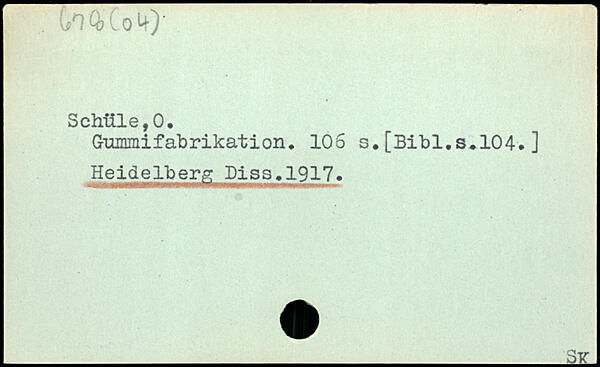 678(04)
Schüle,O.
Gummifabrikation. 106 s.[Bibl.s.104.]
Heidelberg Diss.1917.
SK